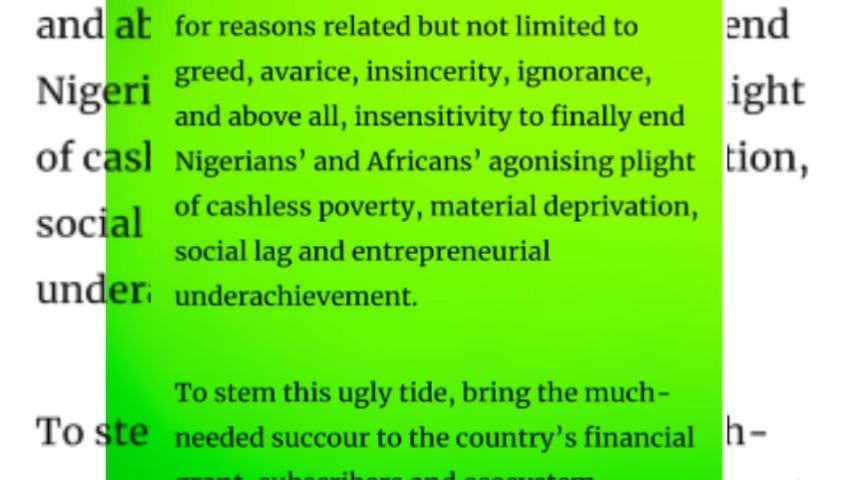 for reasons related but not limited to
greed, avarice, insincerity, ignorance,
and above all, insensitivity to finally end
Nigerians’ and Africans’ agonising plight
of cashless poverty, material deprivation,
social lag and entrepreneurial
underachievement.
To stem this ugly tide, bring the much-
needed succour to the country’s financial